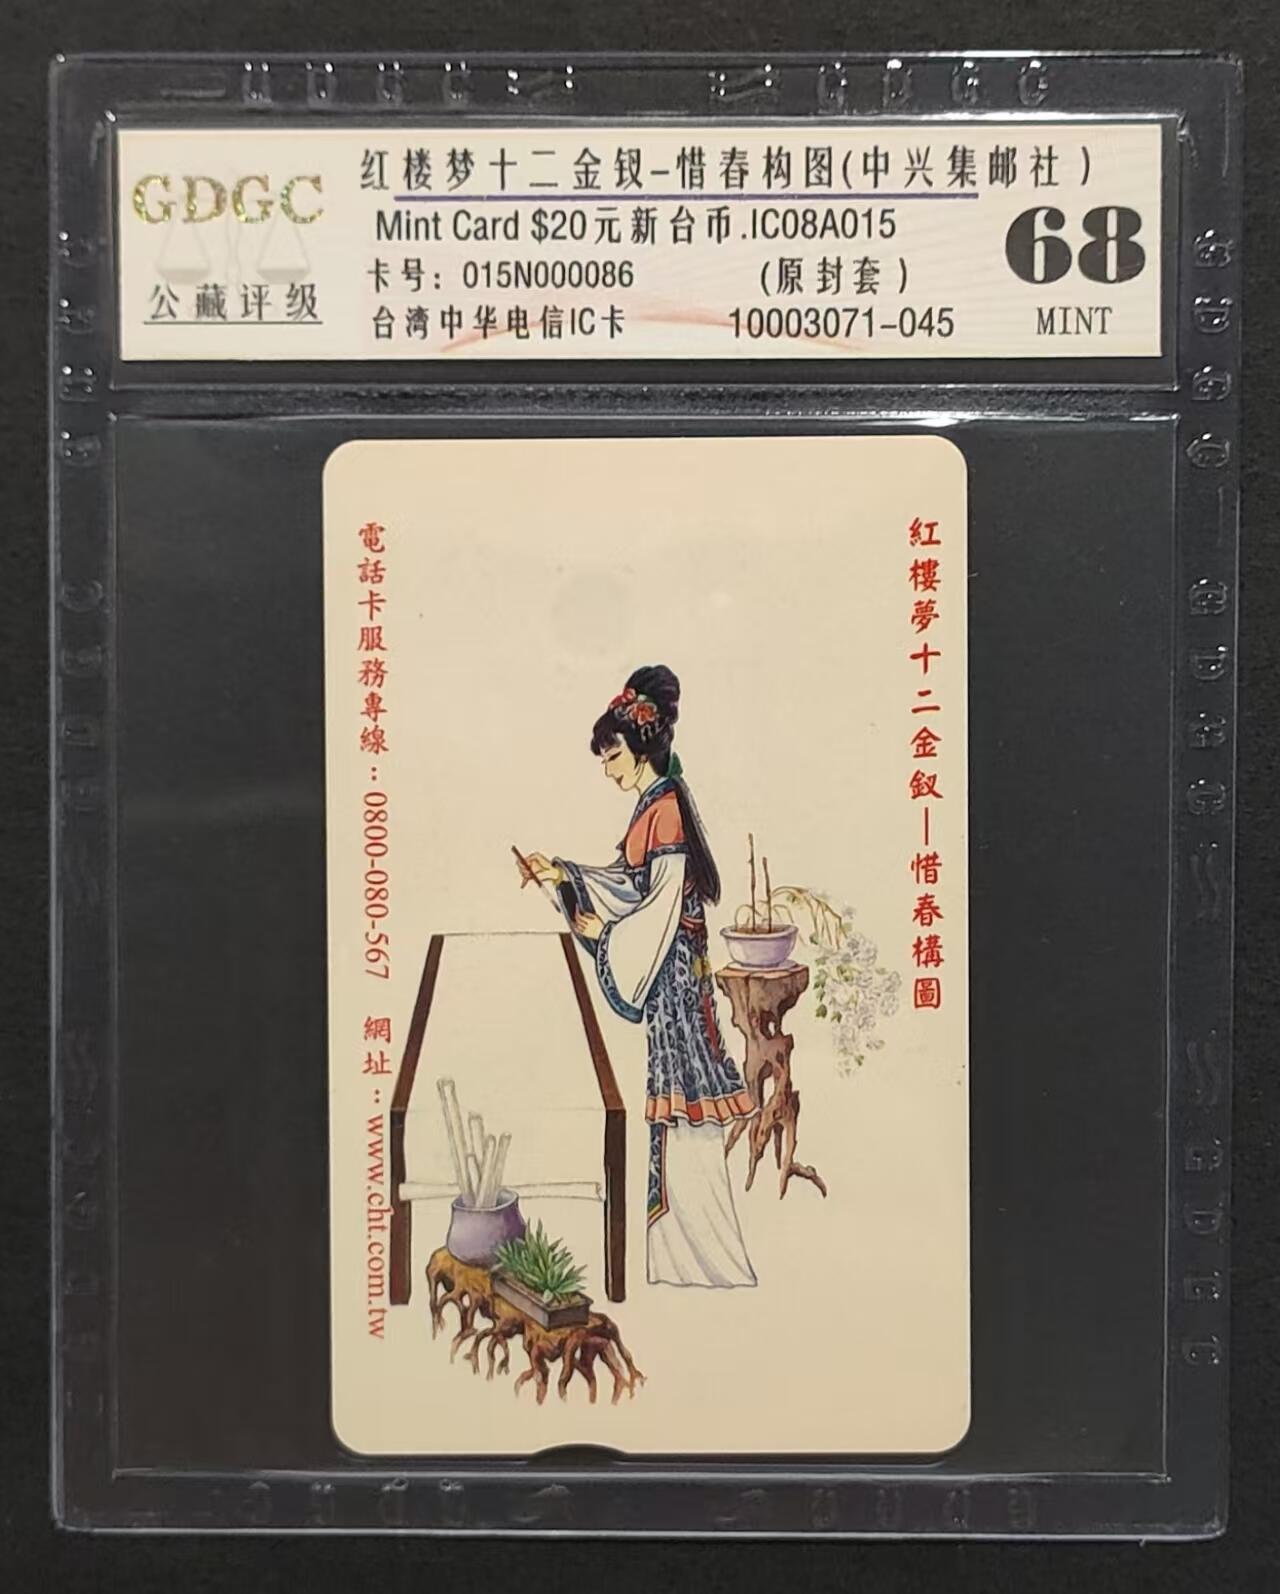 GDGC
公藏评级
红楼梦十二金钗-惜春构图(中兴集邮社)
Mint Card $20元新台币.IC08A015
卡号：015N000086 (原封套)
台湾中华电信IC卡 10003071-045
68
MINT
紅樓夢十二金釵—惜春構圖
電話卡服務專線：0800-080-567 網址：www.cht.com.tw